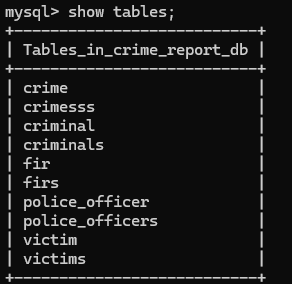 mysql> show tables;
+-------------------------+
| Tables_in_crime_report_db |
+-------------------------+
| crime |
| crimesss |
| criminal |
| criminals |
| fir |
| firs |
| police_officer |
| police_officers |
| victim |
| victims |
+-------------------------+